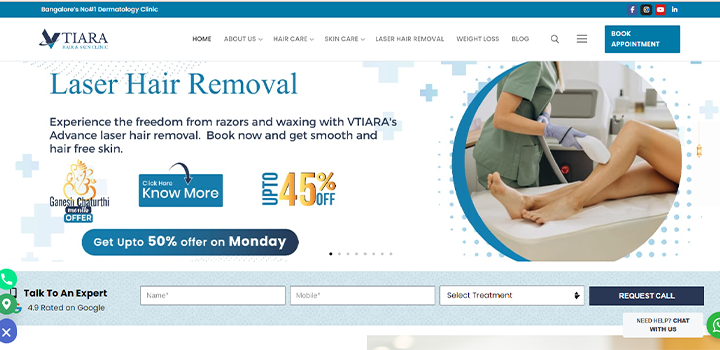 Bangalore's No#1 Dermatology Clinic
VTIARA
HAIR & SKIN CLINIC
HOME ABOUT US HAIR CARE SKIN CARE LASER HAIR REMOVAL WEIGHT LOSS BLOG
BOOK
APPOINTMENT
Laser Hair Removal
Experience the freedom from razors and waxing with VTIARA's
Advance laser hair removal. Book now and get smooth and
hair free skin.
Ganesh Chaturthi
month
OFFER
Click Here
Know More
UPTO
45%
OFF
Get Upto 50% offer on Monday
Talk To An Expert
4.9 Rated on Google
Name*
Mobile*
Select Treatment
REQUEST CALL
NEED HELP? CHAT
WITH US